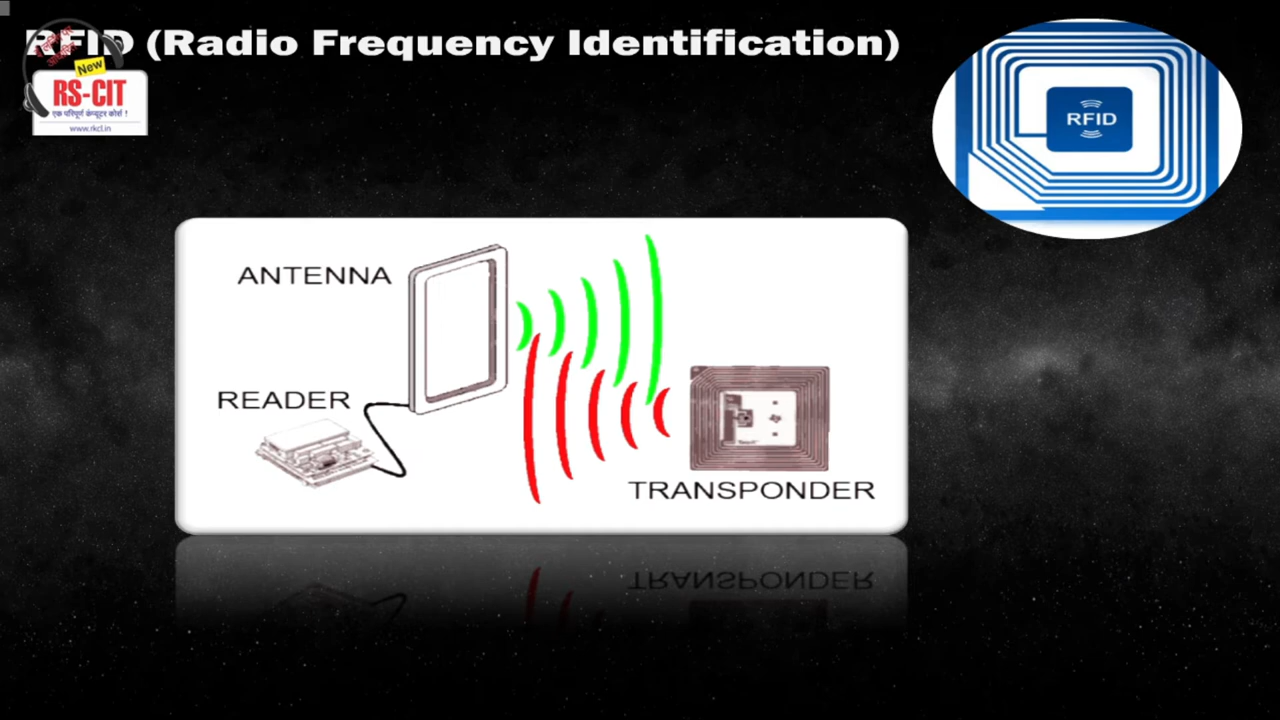 RFID (Radio Frequency Identification)
New
RS-CIT
एक परिपूर्ण कंप्यूटर कोर्स !
www.rkcl.in
RFID
ANTENNA
READER
TRANSPONDER
TRANSPONDER